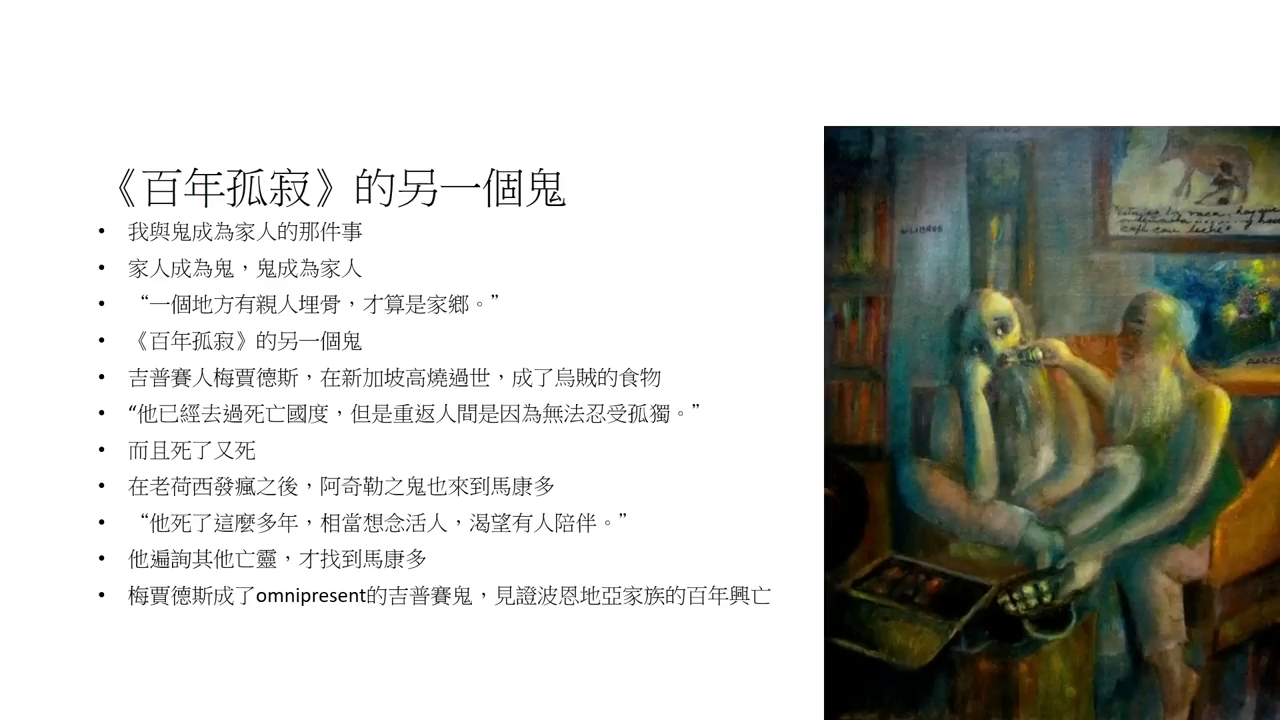 《百年孤寂》的另一個鬼
• 我與鬼成為家人的那件事
• 家人成為鬼，鬼成為家人
• “一個地方有親人埋骨，才算是家鄉。”
• 《百年孤寂》的另一個鬼
• 吉普賽人梅賈德斯，在新加坡高燒過世，成了烏賊的食物
• “他已經去過死亡國度，但是重返人間是因為無法忍受孤獨。”
• 而且死了又死
• 在老荷西發瘋之後，阿奇勒之鬼也來到馬康多
• “他死了這麼多年，相當想念活人，渴望有人陪伴。”
• 他遍詢其他亡靈，才找到馬康多
• 梅賈德斯成了omnipresent的吉普賽鬼，見證波恩地亞家族的百年興亡
vaca, hay que
café con leche"